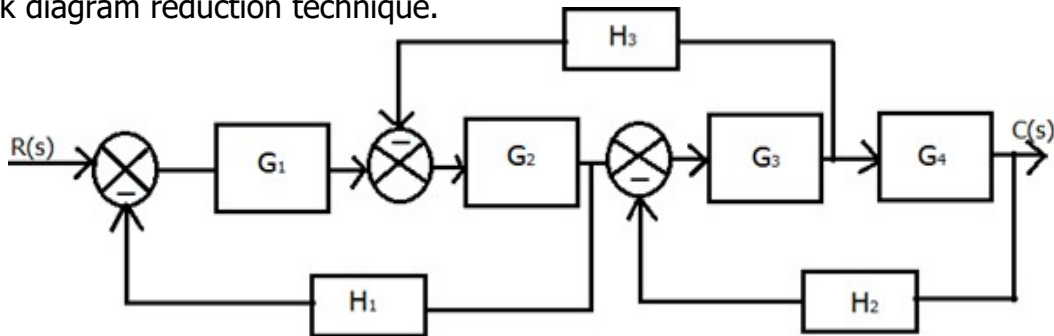 k diagram reduction technique.
H₃
R(s)
G₁
G₂
G₃
G₄
C(s)
H₁
H₂